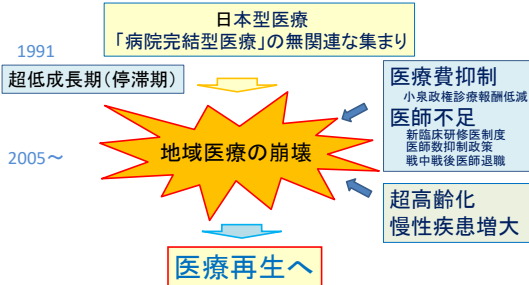 日本型医療
「病院完結型医療」の無関連な集まり
1991
超低成長期(停滞期)
医療費抑制
小泉政権診療報酬低減
医師不足
新臨床研修医制度
医師数抑制政策
戦中戦後医師退職
2005～
地域医療の崩壊
超高齢化
慢性疾患増大
医療再生へ